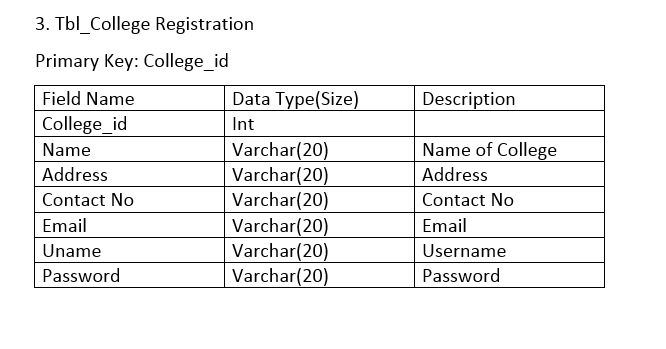 3. Tbl_College Registration
Primary Key: College_id
Field Name Data Type(Size) Description
College_id Int
Name Varchar(20) Name of College
Address Varchar(20) Address
Contact No Varchar(20) Contact No
Email Varchar(20) Email
Uname Varchar(20) Username
Password Varchar(20) Password